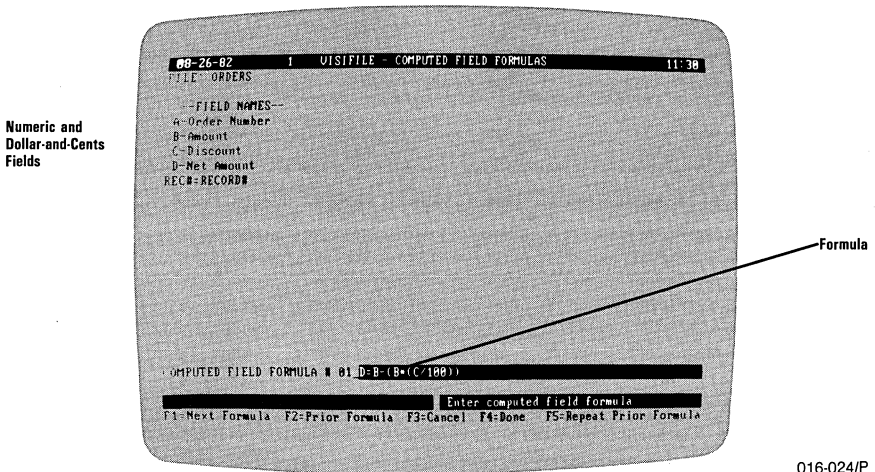 08-26-82 1 VISIFILE - COMPUTED FIELD FORMULAS 11:30
FILE: ORDERS
--FIELD NAMES--
A-Order Number
B-Amount
C-Discount
D-Net Amount
REC#=RECORD#
Numeric and
Dollar-and-Cents
Fields
Formula
COMPUTED FIELD FORMULA # 01 D=B-(B*(C/100))
Enter computed field formula
F1=Next Formula F2=Prior Formula F3=Cancel F4=Done F5=Repeat Prior Formula
016-024/P